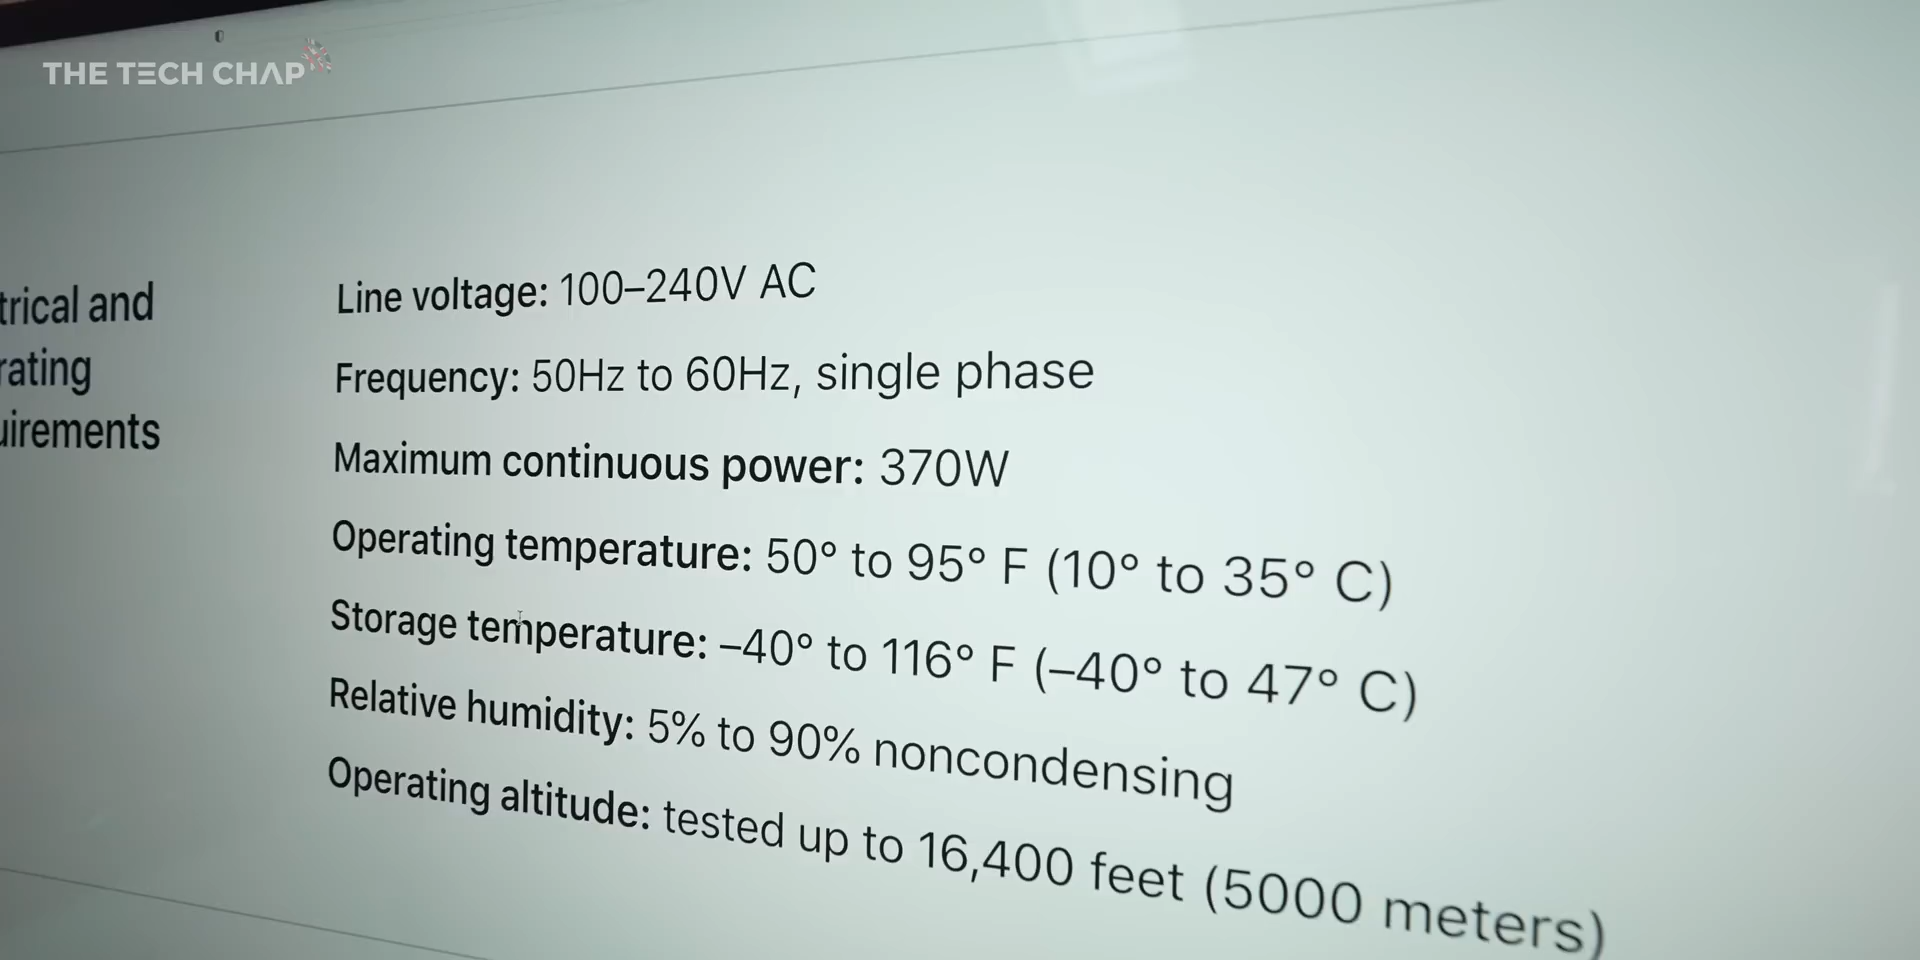 THE TECH CHAP
trical and
rating
uirements
Line voltage: 100–240V AC
Frequency: 50Hz to 60Hz, single phase
Maximum continuous power: 370W
Operating temperature: 50° to 95° F (10° to 35° C)
Storage temperature: –40° to 116° F (–40° to 47° C)
Relative humidity: 5% to 90% noncondensing
Operating altitude: tested up to 16,400 feet (5000 meters)